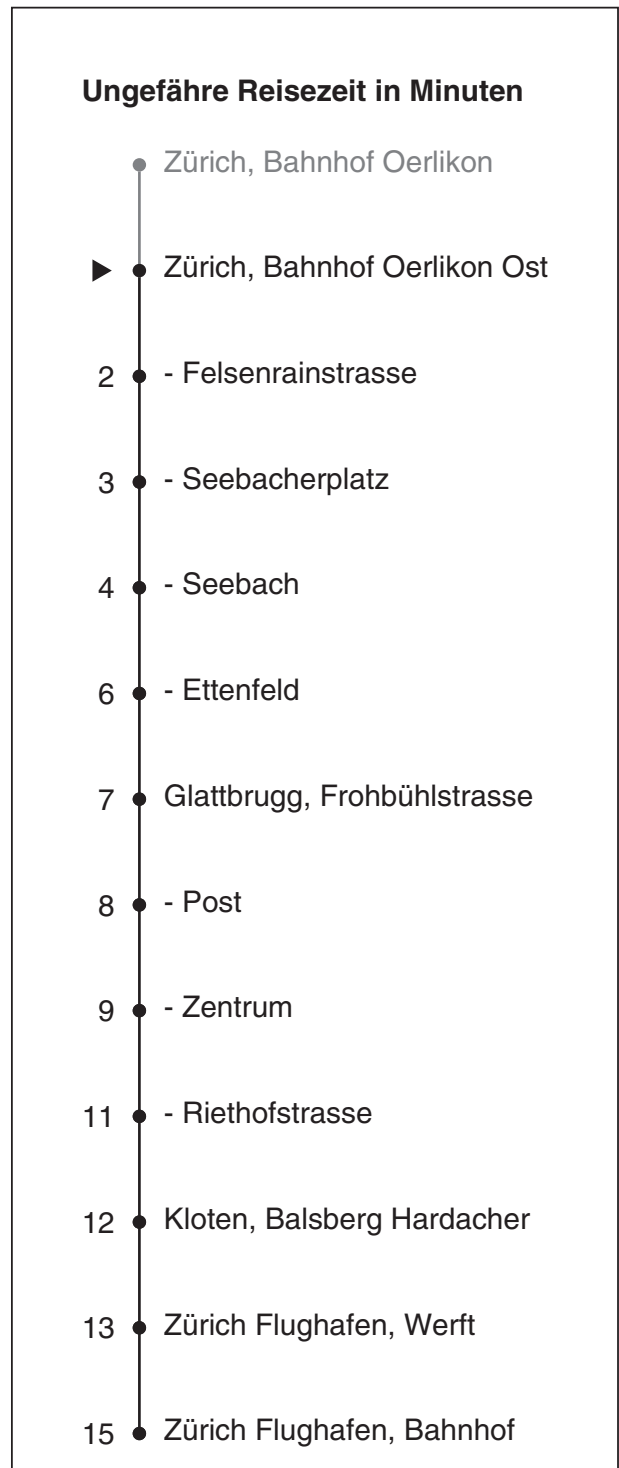 Ungefähre Reisezeit in Minuten
Zürich, Bahnhof Oerlikon
Zürich, Bahnhof Oerlikon Ost
2 - Felsenrainstrasse
3 - Seebacherplatz
4 - Seebach
6 - Ettenfeld
7 Glattbrugg, Frohbühlstrasse
8 - Post
9 - Zentrum
11 - Riethofstrasse
12 Kloten, Balsberg Hardacher
13 Zürich Flughafen, Werft
15 Zürich Flughafen, Bahnhof